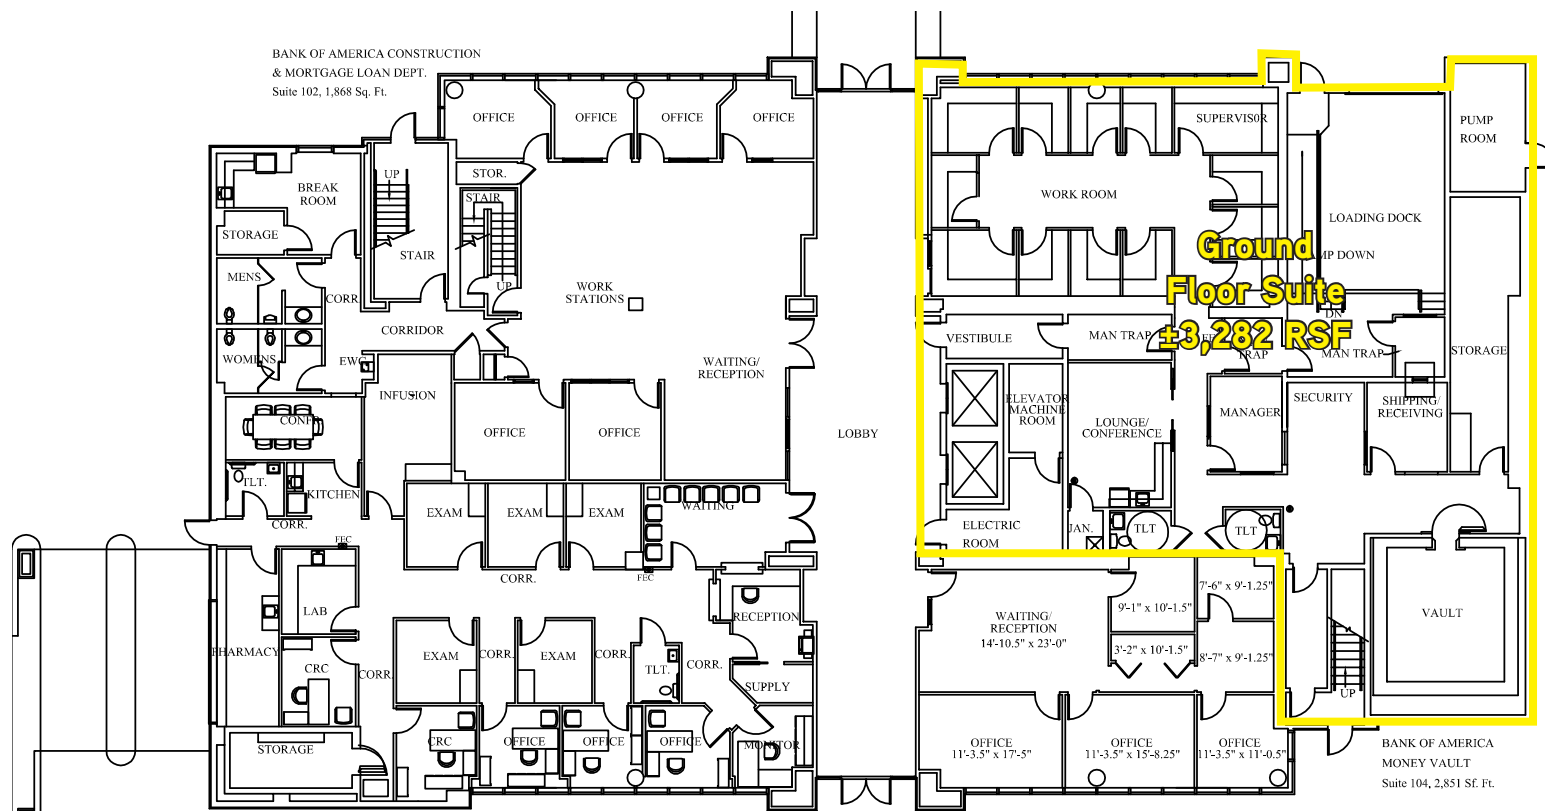 BANK OF AMERICA CONSTRUCTION
& MORTGAGE LOAN DEPT.
Suite 102, 1,868 Sq. Ft.
OFFICE
OFFICE
OFFICE
OFFICE
SUPERVISOR
PUMP
ROOM
UP
STOR.
BREAK
ROOM
STAIR
WORK ROOM
STORAGE
LOADING DOCK
STAIR
Ground
DOWN
MENS
UP
WORK
STATIONS
CORR.
Floor Suite
DN
CORRIDOR
VESTIBULE
MAN TRAP
±3,282 RSF
WOMENS
EWC
WAITING/
RECEPTION
TRAP
MAN TRAP
STORAGE
INFUSION
ELEVATOR
MACHINE
ROOM
SECURITY
SHIPPING/
RECEIVING
MANAGER
CONF.
OFFICE
OFFICE
LOBBY
LOUNGE/
CONFERENCE
TLT.
KITCHEN
EXAM
EXAM
EXAM
WAITING
CORR.
FEC
ELECTRIC
ROOM
JAN.
TLT
TLT
CORR.
FEC
LAB
RECEPTION
WAITING/
RECEPTION
14'-10.5" x 23'-0"
9'-1" x 10'-1.5"
7'-6" x 9'-1.25"
VAULT
PHARMACY
CRC
CORR.
EXAM
CORR.
EXAM
CORR.
TLT.
CORR.
SUPPLY
3'-2" x 10'-1.5"
8'-7" x 9'-1.25"
UP
STORAGE
CRC
OFFICE
OFFICE
OFFICE
MONITOR
OFFICE
11'-3.5" x 17'-5"
OFFICE
11'-3.5" x 15'-8.25"
OFFICE
11'-3.5" x 11'-0.5"
BANK OF AMERICA
MONEY VAULT
Suite 104, 2,851 Sf. Ft.